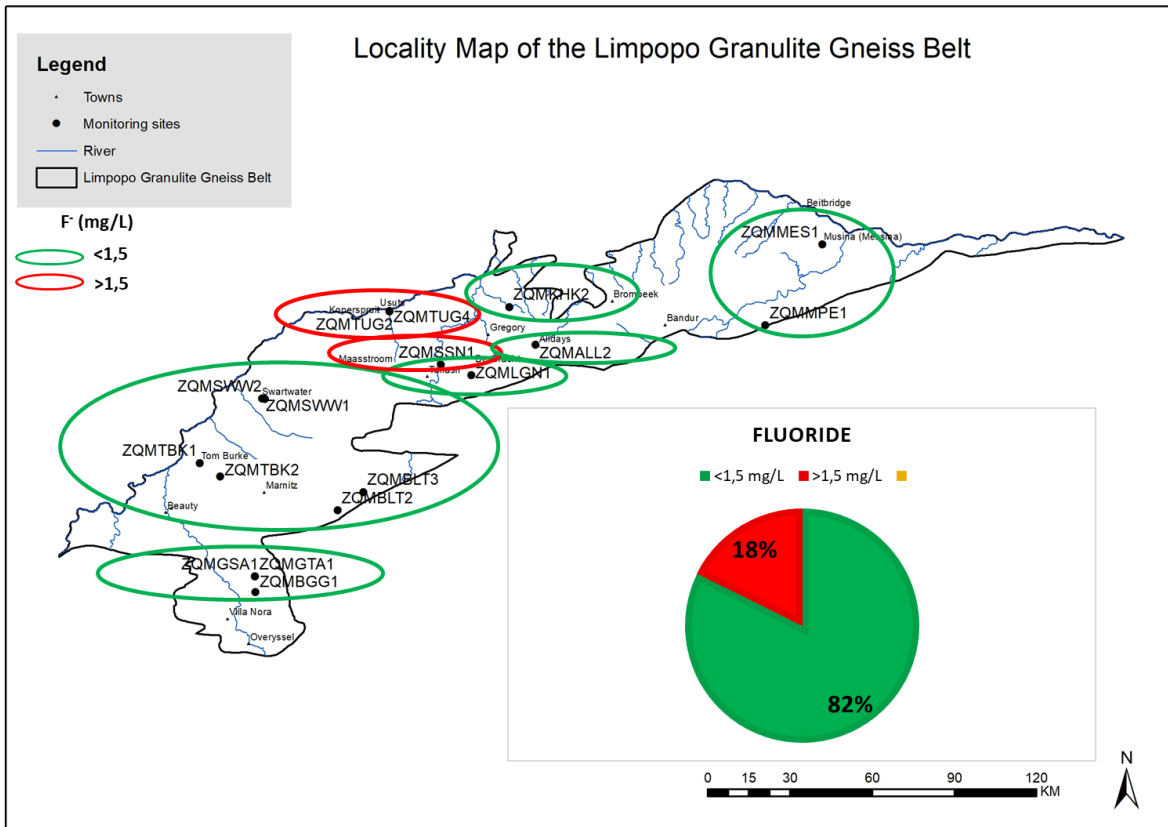 Locality Map of the Limpopo Granulite Gneiss Belt
Legend
Towns
Monitoring sites
River
Limpopo Granulite Gneiss Belt
F⁻ (mg/L)
<1,5
>1,5
Beitbridge
ZQMMES1
Musina (Messina)
ZQMKHK2
Brombeek
Usutu
Koperspruit
ZQMTUG2
ZQMTUG4
ZQMMPE1
Bandur
Gregory
Alldays
ZQMALL2
ZQMSSN1
Maasstroom
ZQMLGN1
ZQMSWW2
Swartwater
ZQMSWW1
ZQMTBK1
Tom Burke
ZQMTBK2
ZQMBLT3
Marnitz
ZQMBLT2
Beauty
ZQMGSA1
ZQMGTA1
ZQMBGG1
Villa Nora
Overyssel
FLUORIDE
<1,5 mg/L
>1,5 mg/L
18%
82%
N
0 15 30 60 90 120
KM